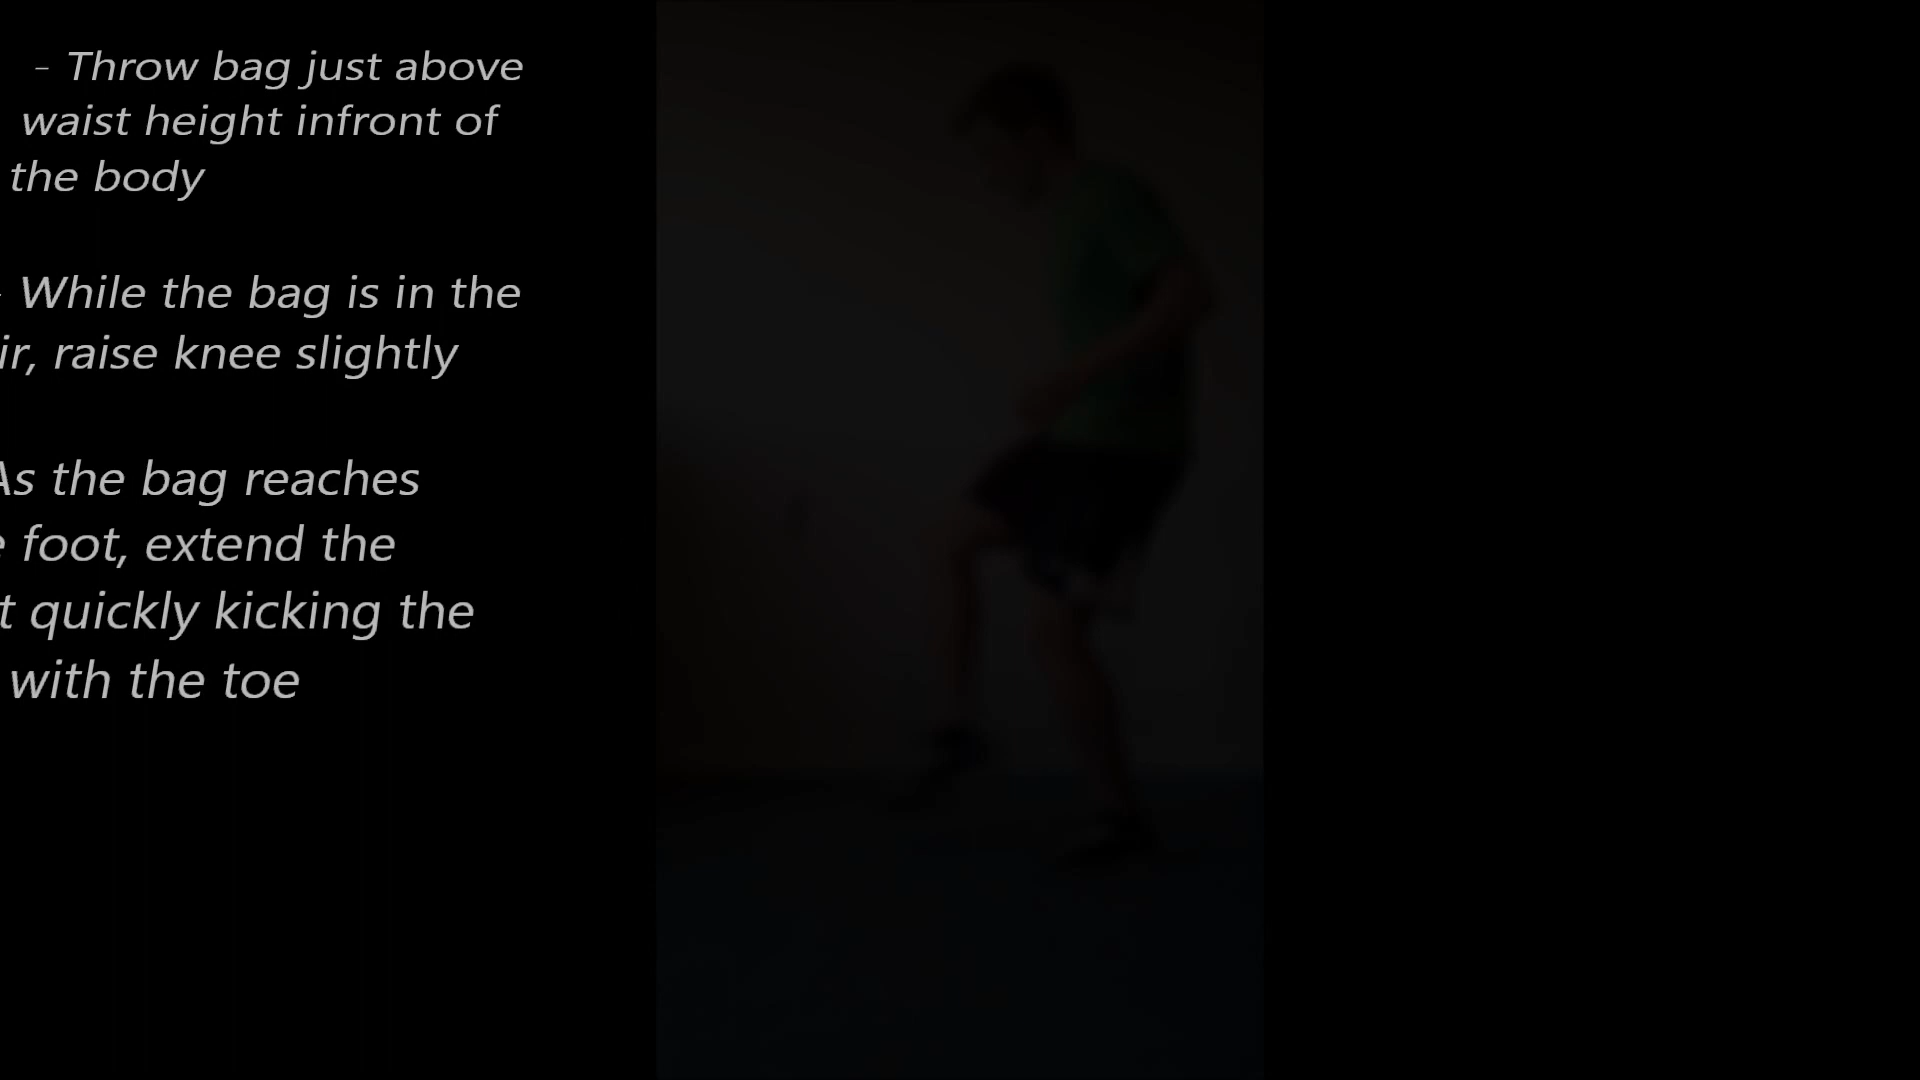 - Throw bag just above
waist height infront of
the body
- While the bag is in the
ir, raise knee slightly
As the bag reaches
e foot, extend the
t quickly kicking the
with the toe